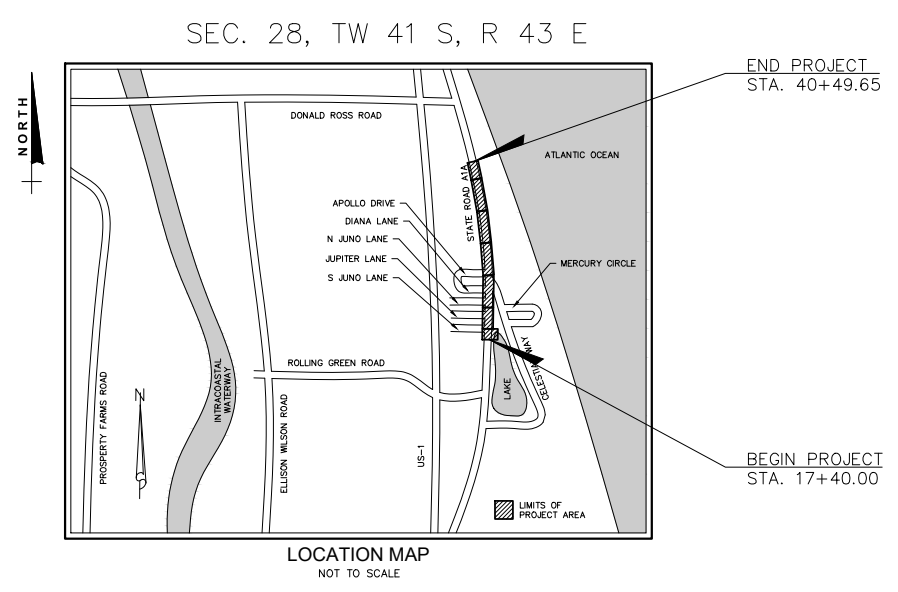 SEC. 28, TW 41 S, R 43 E
END PROJECT
STA. 40+49.65
NORTH
DONALD ROSS ROAD
ATLANTIC OCEAN
STATE ROAD A1A
APOLLO DRIVE
DIANA LANE
N JUNO LANE
JUPITER LANE
S JUNO LANE
MERCURY CIRCLE
ROLLING GREEN ROAD
INTRACOASTAL
WATERWAY
PROSPERTY FARMS ROAD
N
ELLISON WILSON ROAD
US-1
LAKE
CELESTIAL WAY
BEGIN PROJECT
STA. 17+40.00
LIMITS OF
PROJECT AREA
LOCATION MAP
NOT TO SCALE